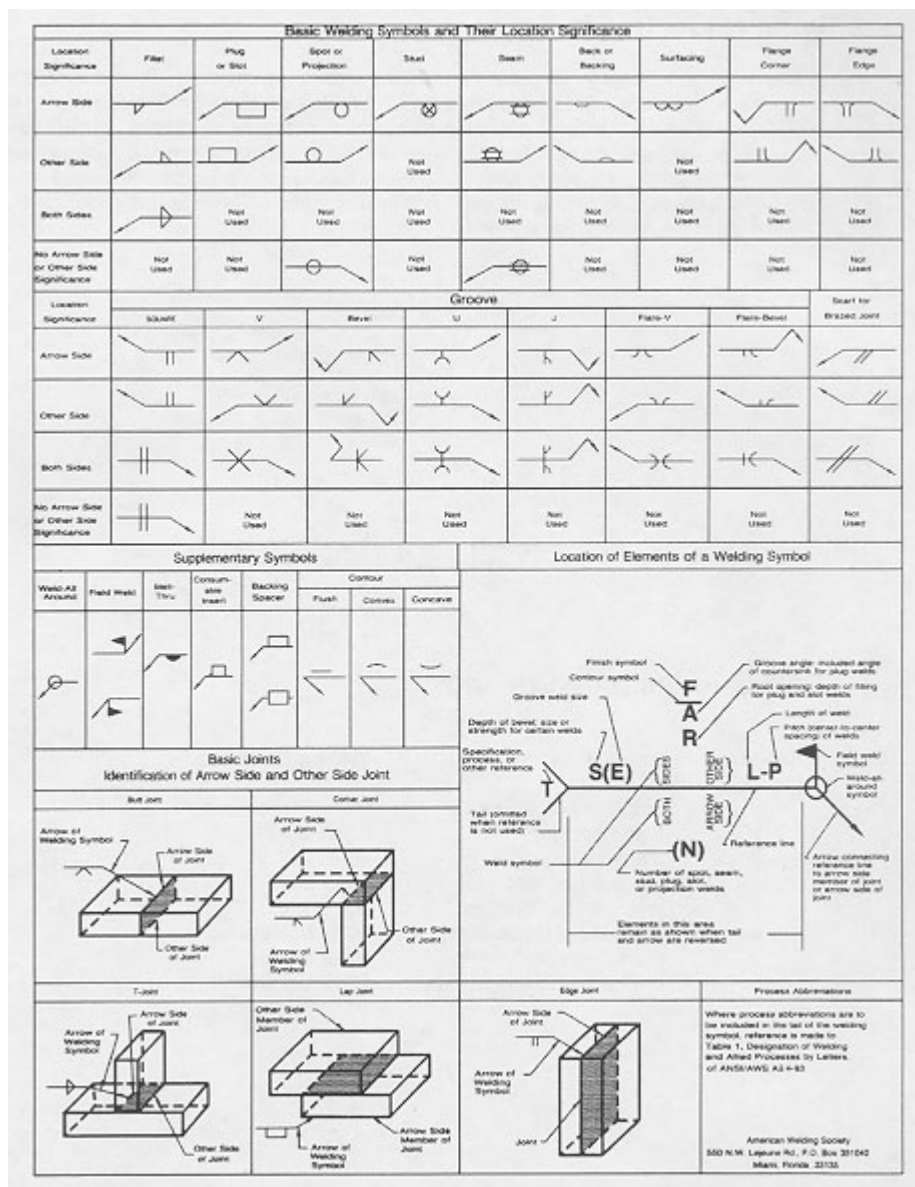 Basic Welding Symbols and Their Location Significance
Location Significance
Fillet
Plug or Slot
Spot or Projection
Stud
Seam
Back or Backing
Surfacing
Flange Corner
Flange Edge
Arrow Side
Other Side
Not Used
Not Used
Both Sides
Not Used
Not Used
Not Used
Not Used
Not Used
Not Used
Not Used
Not Used
No Arrow Side or Other Side Significance
Not Used
Not Used
Not Used
Not Used
Not Used
Not Used
Not Used
Location Significance
Groove
Scarf for Brazed Joint
SQUARE
V
Bevel
U
J
Flare-V
Flare-Bevel
Arrow Side
Other Side
Both Sides
No Arrow Side or Other Side Significance
Not Used
Not Used
Not Used
Not Used
Not Used
Not Used
Not Used
Supplementary Symbols
Weld-All Around
Field Weld
Melt-Thru
Consum-able Insert
Backing Spacer
Contour
Flush
Convex
Concave
Location of Elements of a Welding Symbol
Finish symbol
Contour symbol
Groove weld size
Depth of bevel; size or
strength for certain welds
Specification,
process, or
other reference
Tail (omitted
when reference
is not used)
Weld symbol
Groove angle: included angle
of countersink for plug welds
Root opening: depth of filling
for plug and slot welds
Length of weld
Pitch (center-to-center
spacing) of welds
Field weld
symbol
Weld-all-
around
symbol
F
A
R
T
S(E)
(SIDES)
(BOTH)
OTHER SIDE
ARROW SIDE
L-P
(N)
Reference line
Number of spot, seam,
stud, plug, slot,
or projection welds
Arrow connecting
reference line
to arrow side
member of joint
or arrow side of
joint
Elements in this area
remain as shown when tail
and arrow are reversed
Basic Joints
Identification of Arrow Side and Other Side Joint
Butt Joint
Arrow of
Welding Symbol
Arrow Side
of Joint
Other Side
of Joint
Corner Joint
Arrow Side
of Joint
Other Side
of Joint
Arrow of
Welding
Symbol
T-Joint
Arrow Side
of Joint
Arrow of
Welding
Symbol
Other Side
of Joint
Lap Joint
Other Side
Member of
Joint
Arrow Side
Member of
Joint
Arrow of
Welding
Symbol
Edge Joint
Arrow Side
of Joint
Arrow of
Welding
Symbol
Joint
Process Abbreviations
Where process abbreviations are to
be included in the tail of the welding
symbol, reference is made to
Table 1, Designation of Welding
and Allied Processes by Letters,
of ANSI/AWS A2.4-93
American Welding Society
550 N.W. Lejeune Rd., P.O. Box 351040
Miami, Florida 33135